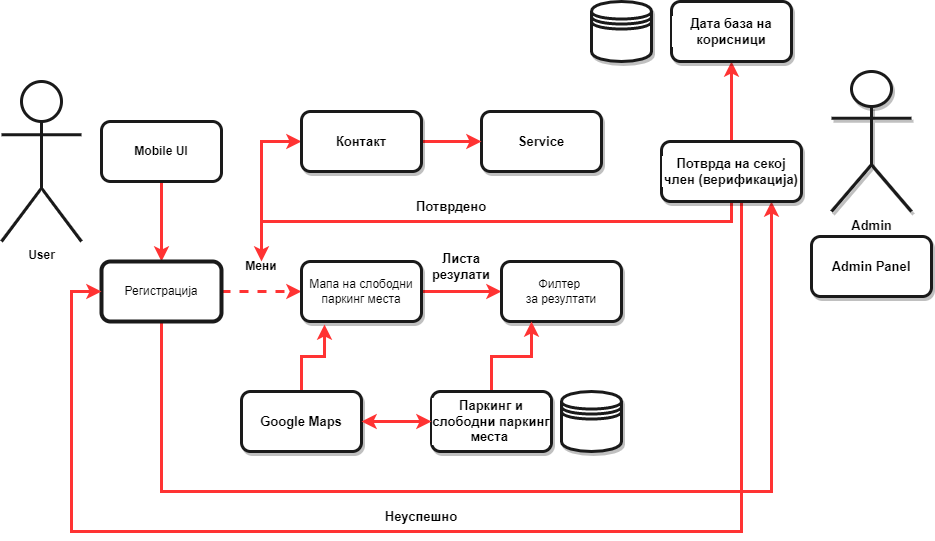 Дата база на
корисници
Mobile UI
Контакт
Service
Потврда на секој
член (верификација)
Потврдено
User
Admin
Мени
Листа
резулати
Admin Panel
Регистрација
Мапа на слободни
паркинг места
Филтер
за резултати
Google Maps
Паркинг и
слободни паркинг
места
Неуспешно